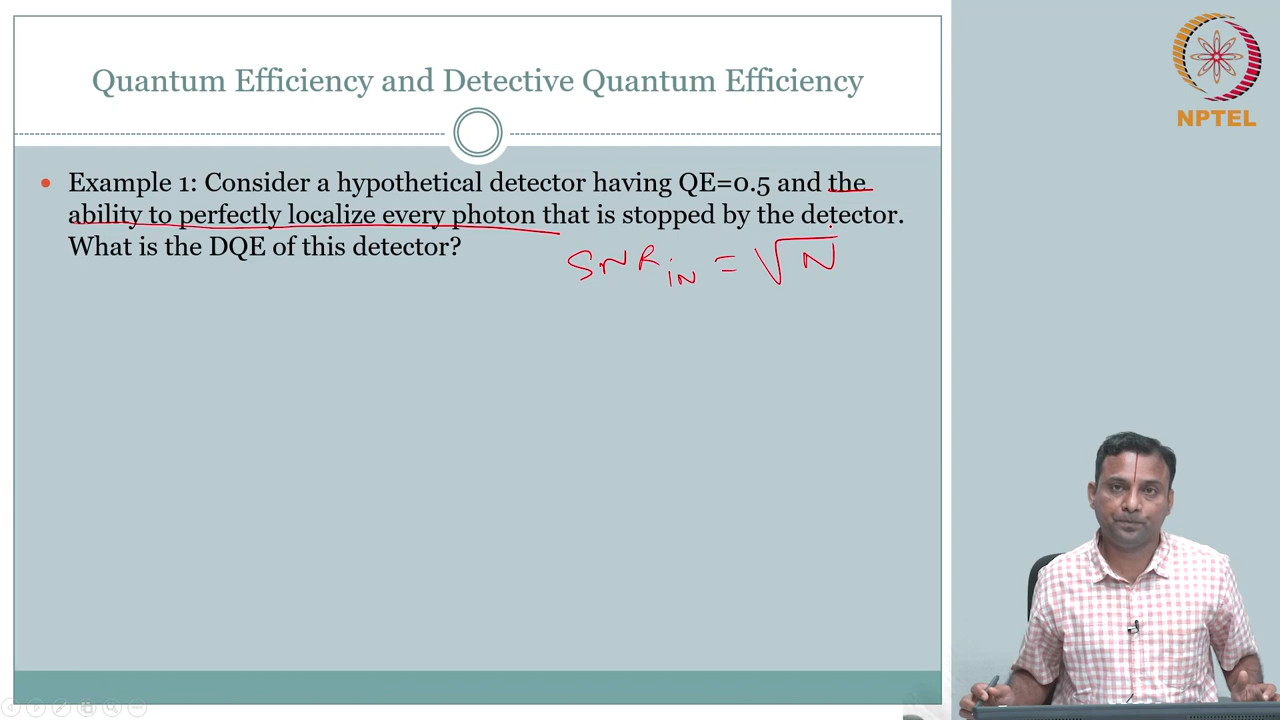 Quantum Efficiency and Detective Quantum Efficiency
NPTEL
• Example 1: Consider a hypothetical detector having QE=0.5 and the
ability to perfectly localize every photon that is stopped by the detector.
What is the DQE of this detector?
SNR_IN = √N